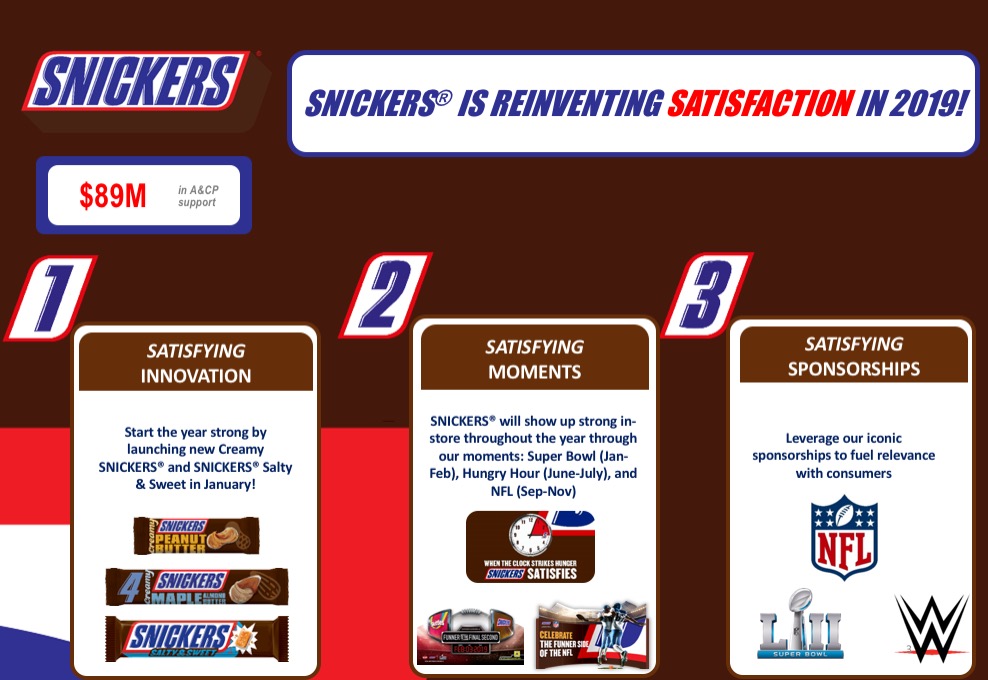 SNICKERS®
SNICKERS® IS REINVENTING SATISFACTION IN 2019!
$89M
in A&CP
support
1
SATISFYING
INNOVATION
Start the year strong by
launching new Creamy
SNICKERS® and SNICKERS® Salty
& Sweet in January!
creamy
SNICKERS
PEANUT
BUTTER
4
creamy
SNICKERS
MAPLE ALMOND
BUTTER
SNICKERS
SALTY & SWEET
2
SATISFYING
MOMENTS
SNICKERS® will show up strong in-
store throughout the year through
our moments: Super Bowl (Jan-
Feb), Hungry Hour (June-July), and
NFL (Sep-Nov)
WHEN THE CLOCK STRIKES HUNGER
SNICKERS SATISFIES
FUNNER FINAL SECOND
CELEBRATE
THE FUNNER SIDE
OF THE NFL
3
SATISFYING
SPONSORSHIPS
Leverage our iconic
sponsorships to fuel relevance
with consumers
NFL
LII
SUPER BOWL
W
3